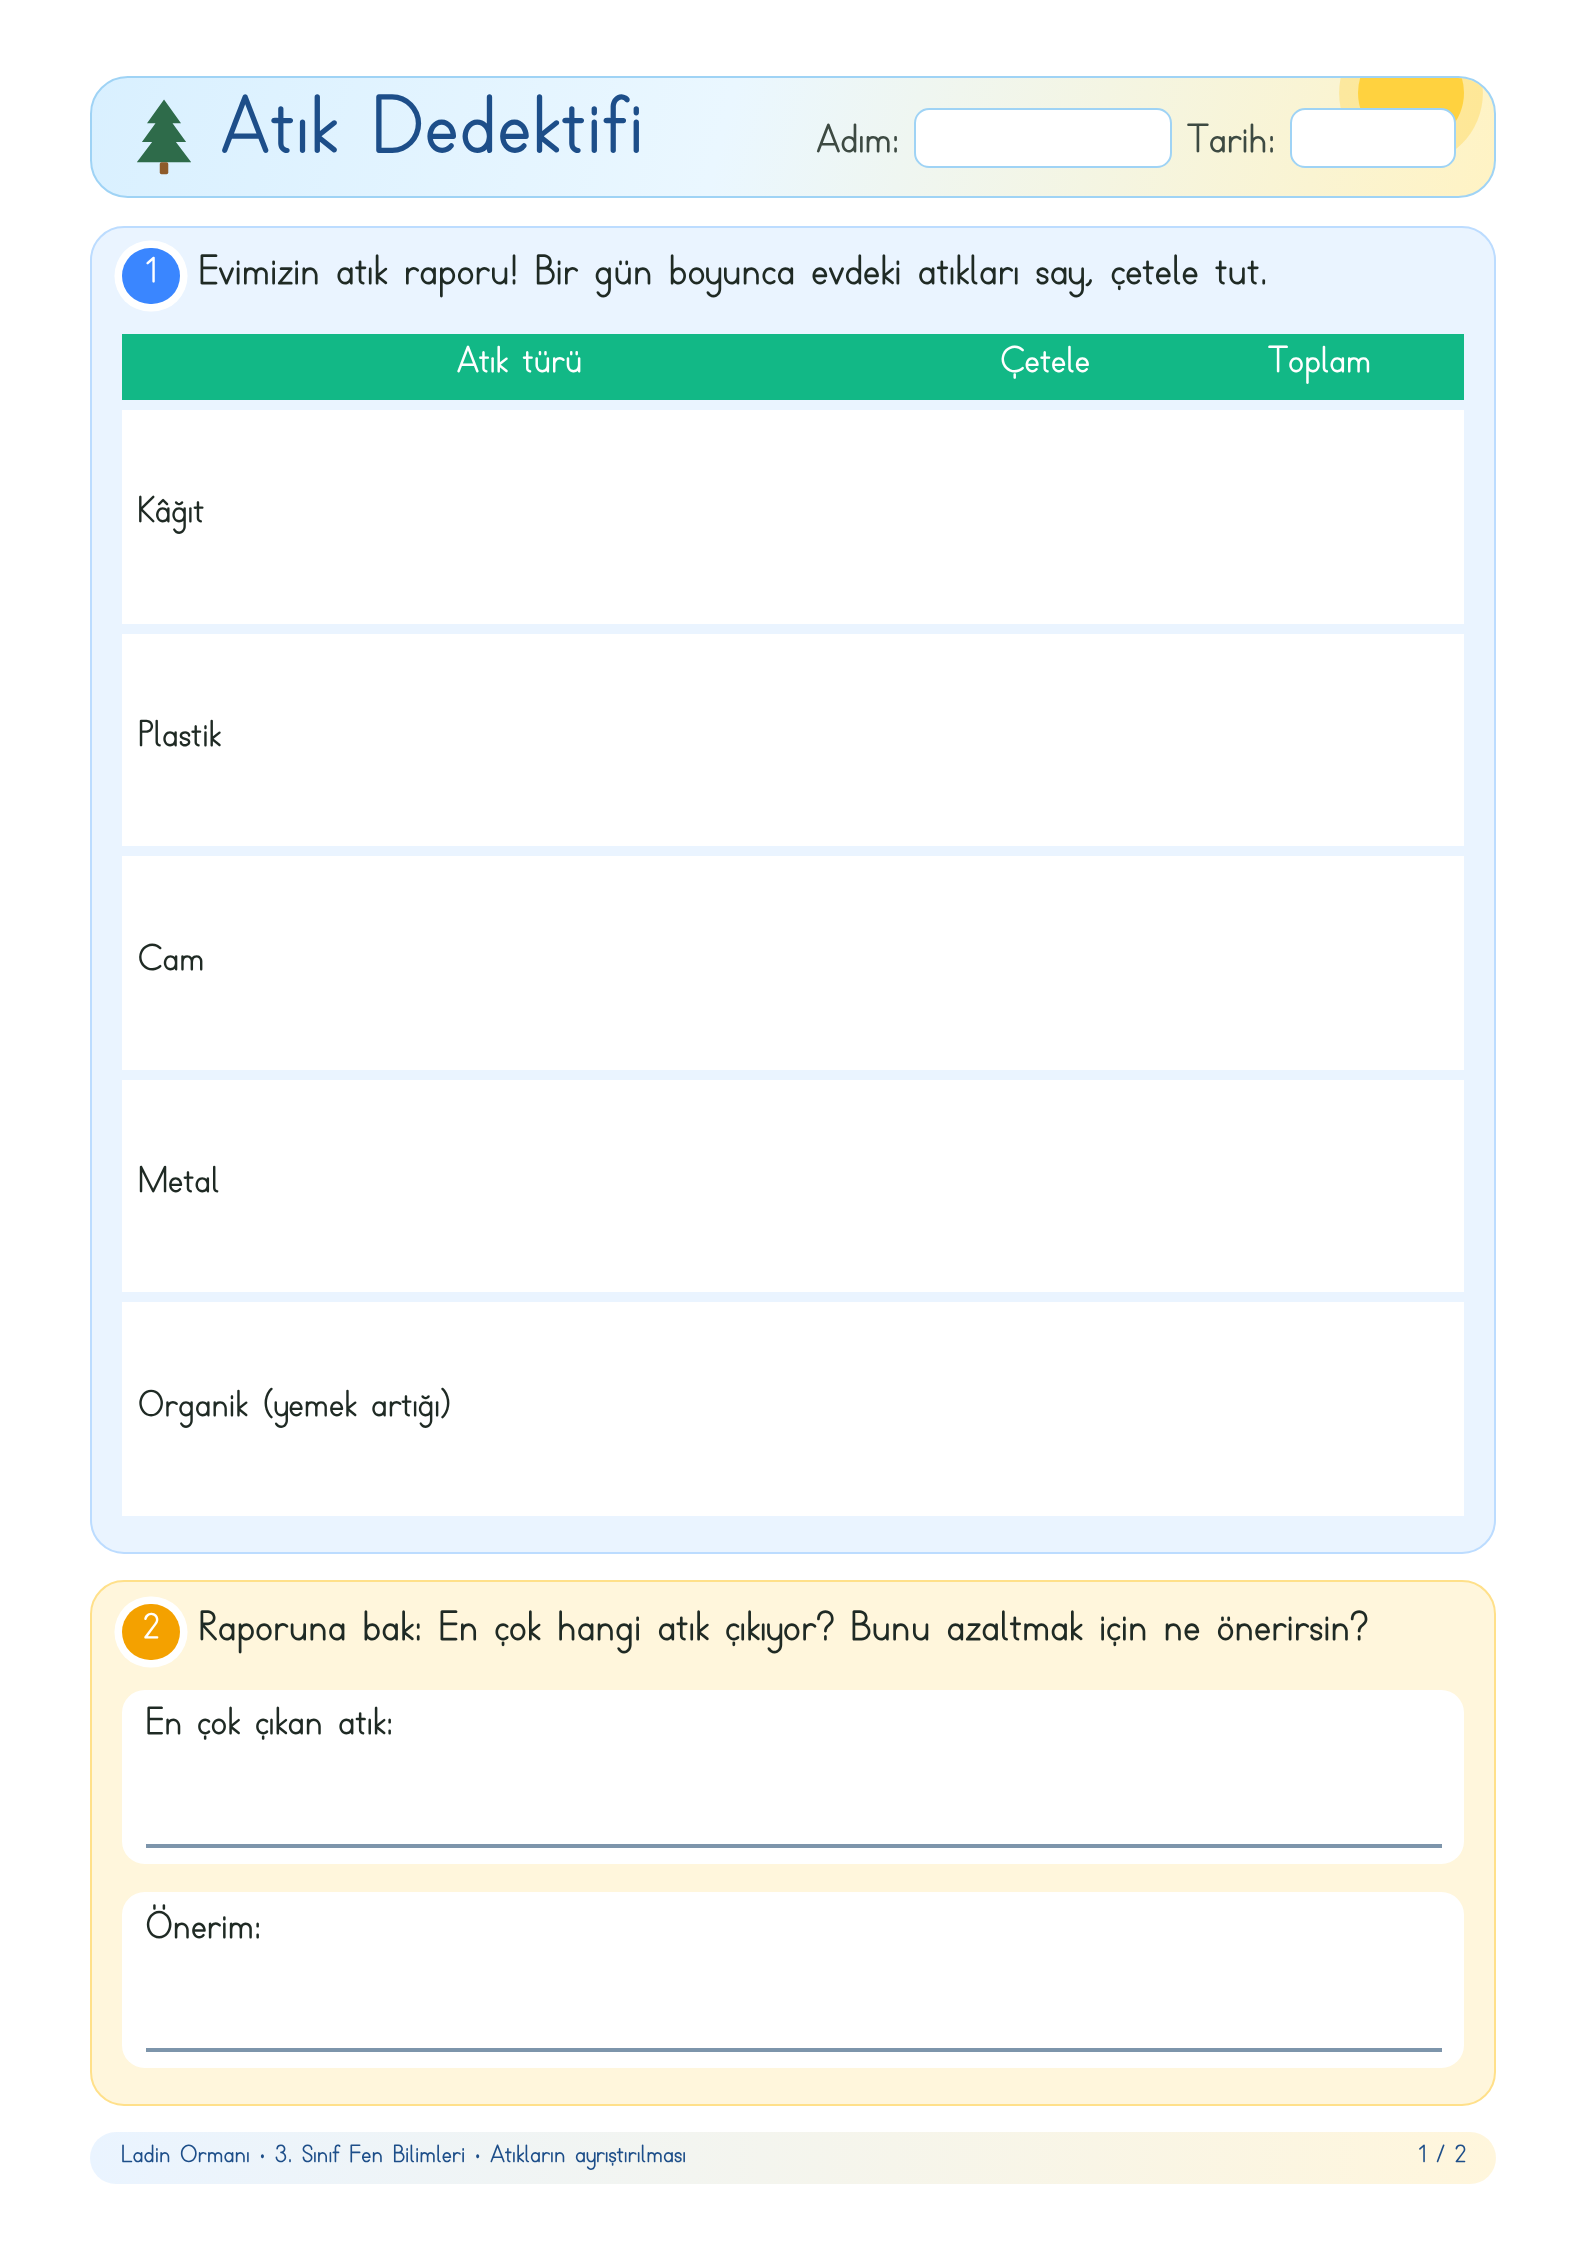 Atık Dedektifi
Adım: Tarih:
1 Evimizin atık raporu! Bir gün boyunca evdeki atıkları say, çetele tut.
Atık türü Çetele Toplam
Kâğıt
Plastik
Cam
Metal
Organik (yemek artığı)
2 Raporuna bak: En çok hangi atık çıkıyor? Bunu azaltmak için ne önerirsin?
En çok çıkan atık:
Önerim:
Ladin Ormanı • 3. Sınıf Fen Bilimleri • Atıkların ayrıştırılması 1 / 2